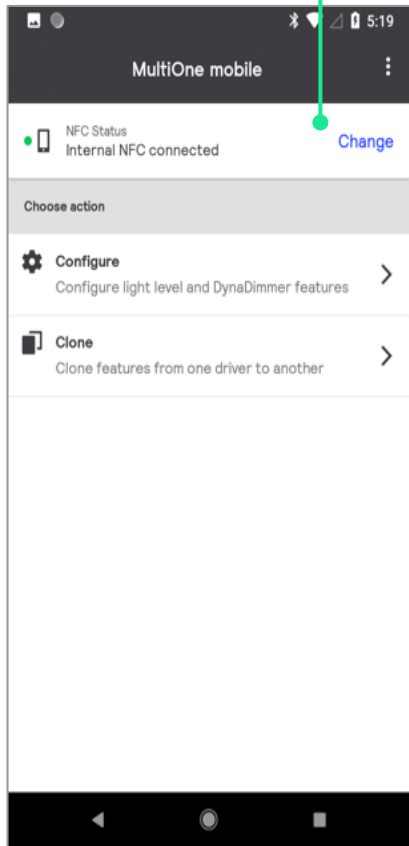 5:19
MultiOne mobile
NFC Status
Internal NFC connected
Change
Choose action
Configure
Configure light level and DynaDimmer features
Clone
Clone features from one driver to another